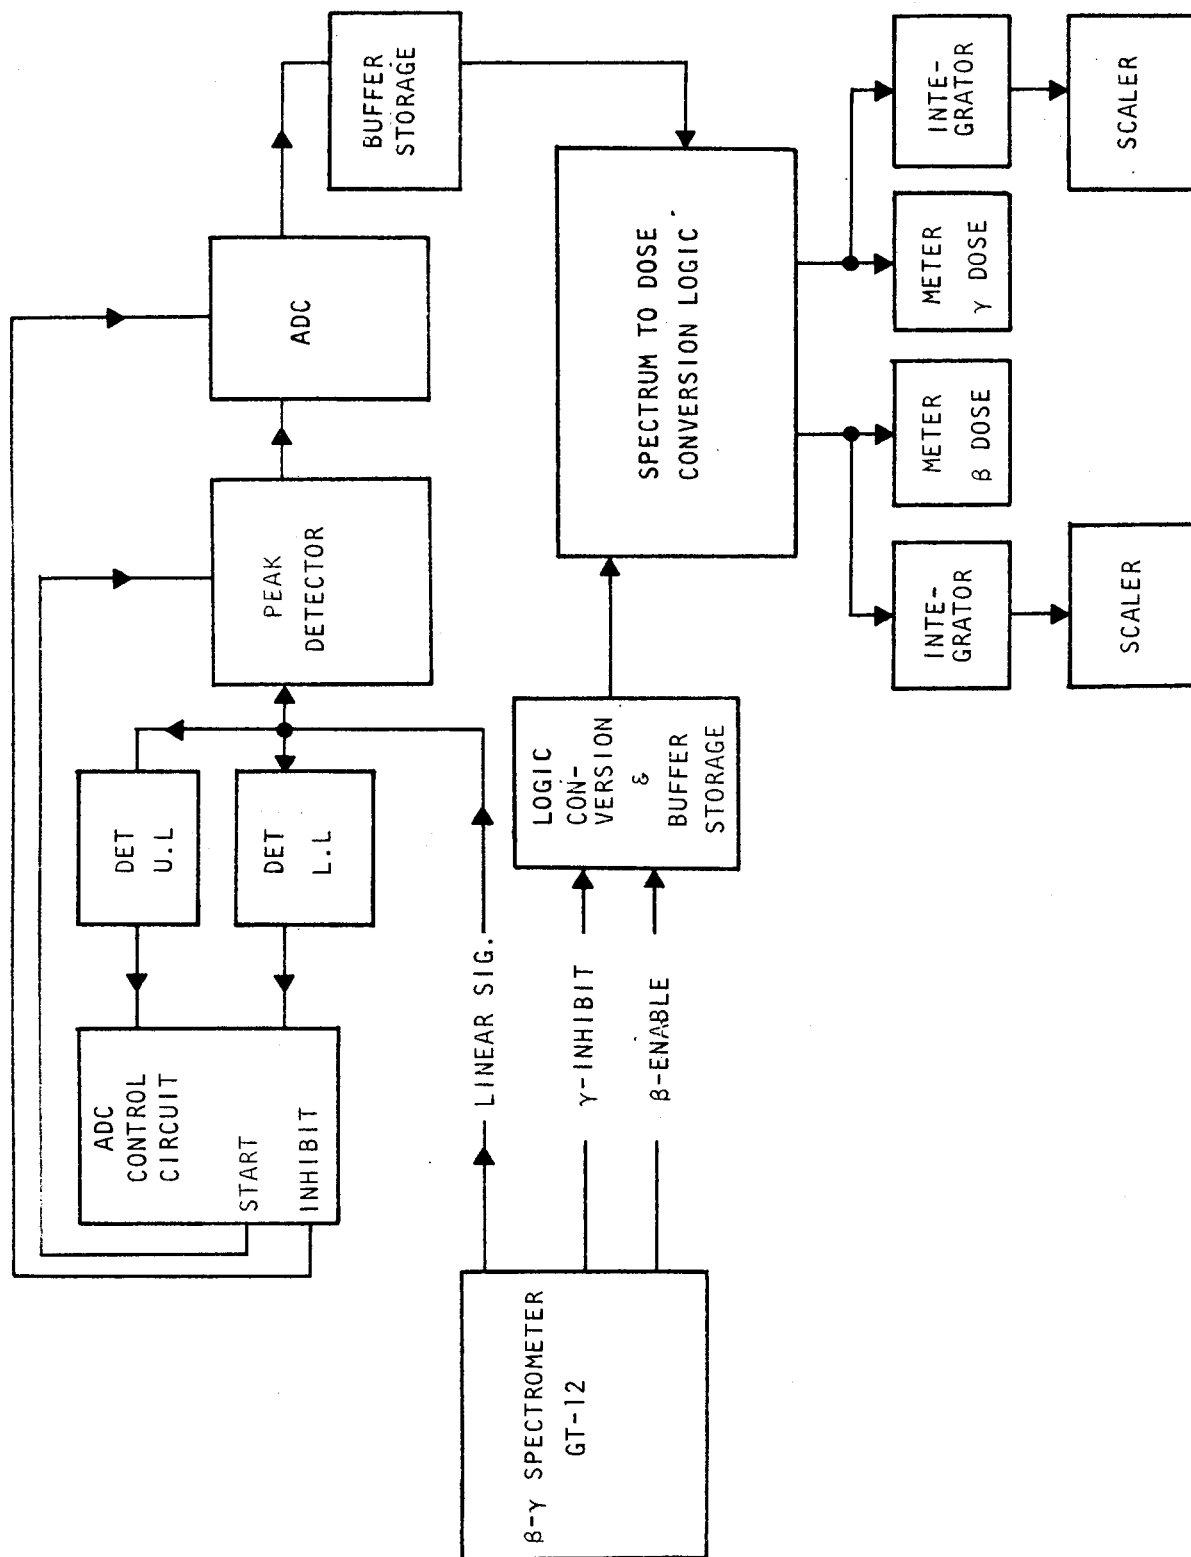 β-γ SPECTROMETER
GT-12
LINEAR SIG.
γ-INHIBIT
β-ENABLE
ADC
CONTROL
CIRCUIT
START
INHIBIT
DET
U.L
DET
L.L
PEAK
DETECTOR
ADC
BUFFER
STORAGE
LOGIC
CON-
VERSION
&
BUFFER
STORAGE
SPECTRUM TO DOSE
CONVERSION LOGIC
INTE-
GRATOR
SCALER
METER
β DOSE
METER
γ DOSE
INTE-
GRATOR
SCALER